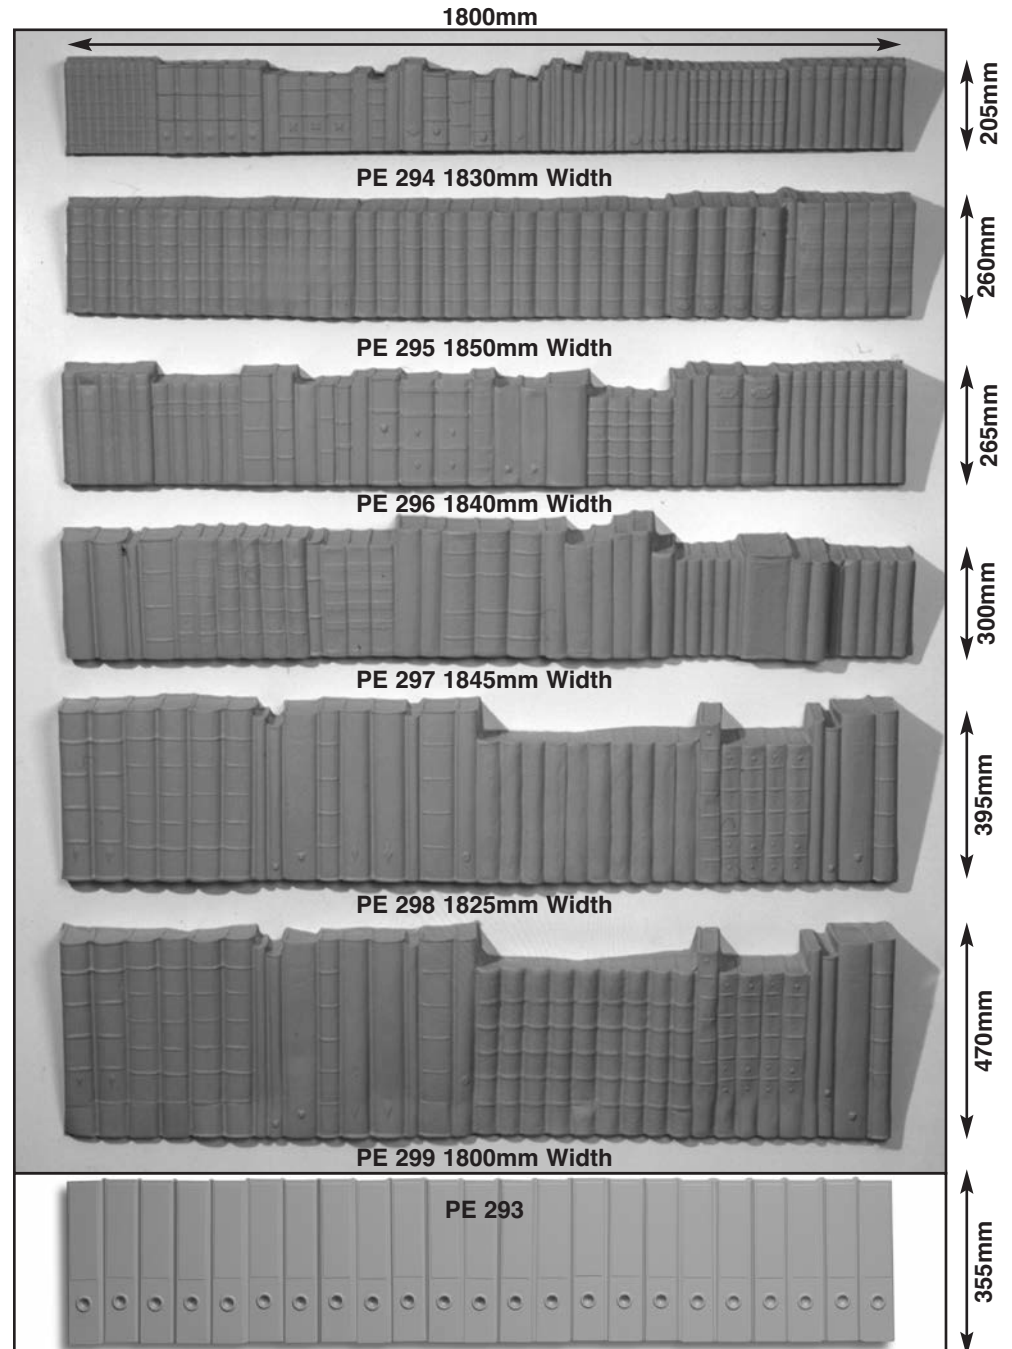 1800mm
205mm
PE 294 1830mm Width
260mm
PE 295 1850mm Width
265mm
PE 296 1840mm Width
300mm
PE 297 1845mm Width
395mm
PE 298 1825mm Width
470mm
PE 299 1800mm Width
PE 293
355mm